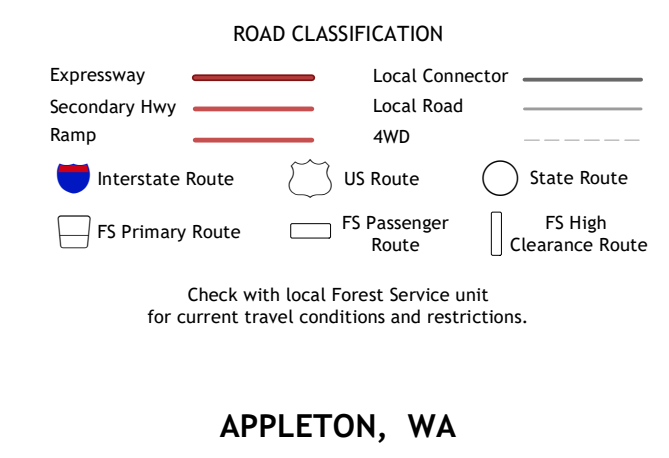 ROAD CLASSIFICATION
Expressway
Local Connector
Secondary Hwy
Local Road
Ramp
4WD
Interstate Route
US Route
State Route
FS Primary Route
FS Passenger
Route
FS High
Clearance Route
Check with local Forest Service unit
for current travel conditions and restrictions.
APPLETON, WA